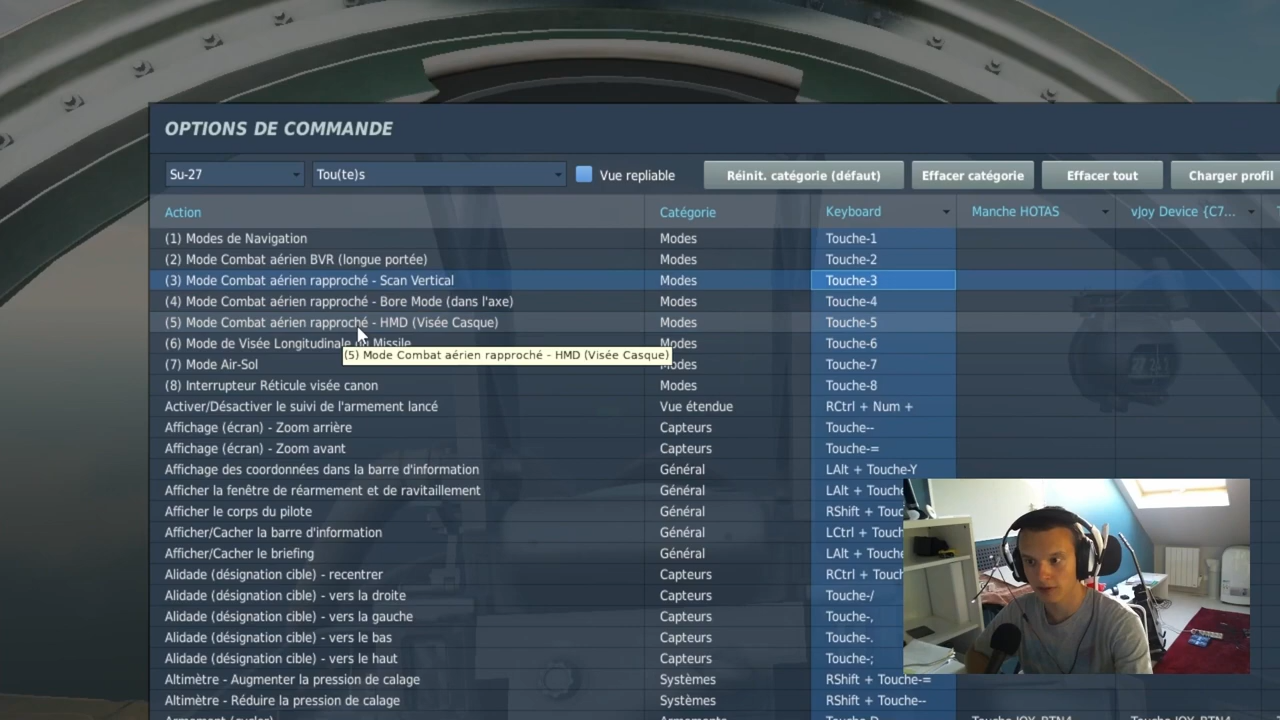 OPTIONS DE COMMANDE
Su-27 Tou(te)s Vue repliable Réinit. catégorie (défaut) Effacer catégorie Effacer tout Charger profil
Action Catégorie Keyboard Manche HOTAS vJoy Device {C7...
(1) Modes de Navigation Modes Touche-1
(2) Mode Combat aérien BVR (longue portée) Modes Touche-2
(3) Mode Combat aérien rapproché - Scan Vertical Modes Touche-3
(4) Mode Combat aérien rapproché - Bore Mode (dans l'axe) Modes Touche-4
(5) Mode Combat aérien rapproché - HMD (Visée Casque) Modes Touche-5
(6) Mode de Visée Longitudinale Missile Modes Touche-6
(5) Mode Combat aérien rapproché - HMD (Visée Casque)
(7) Mode Air-Sol Modes Touche-7
(8) Interrupteur Réticule visée canon Modes Touche-8
Activer/Désactiver le suivi de l'armement lancé Vue étendue RCtrl + Num +
Affichage (écran) - Zoom arrière Capteurs Touche--
Affichage (écran) - Zoom avant Capteurs Touche-=
Affichage des coordonnées dans la barre d'information Général LAlt + Touche-Y
Afficher la fenêtre de réarmement et de ravitaillement Général LAlt + Touche
Afficher le corps du pilote Général RShift + Tou
Afficher/Cacher la barre d'information Général LCtrl + Touc
Afficher/Cacher le briefing Général LAlt + Touch
Alidade (désignation cible) - recentrer Capteurs RCtrl + Touc
Alidade (désignation cible) - vers la droite Capteurs Touche-/
Alidade (désignation cible) - vers la gauche Capteurs Touche-,
Alidade (désignation cible) - vers le bas Capteurs Touche-.
Alidade (désignation cible) - vers le haut Capteurs Touche-;
Altimètre - Augmenter la pression de calage Systèmes RShift + Touche-=
Altimètre - Réduire la pression de calage Systèmes RShift + Touche--